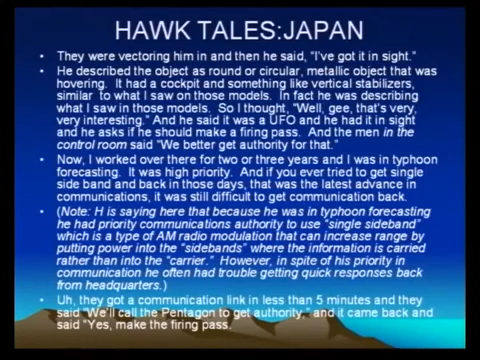 HAWK TALES:JAPAN
• They were vectoring him in and then he said, "I've got it in sight."
• He described the object as round or circular, metallic object that was
hovering. It had a cockpit and something like vertical stabilizers,
similar to what I saw on those models. In fact he was describing
what I saw in those models. So I thought, "Well, gee, that's very,
very interesting." And he said it was a UFO and he had it in sight
and he asks if he should make a firing pass. And the men in the
control room said "We better get authority for that."
• Now, I worked over there for two or three years and I was in typhoon
forecasting. It was high priority. And if you ever tried to get single
side band and back in those days, that was the latest advance in
communications, it was still difficult to get communication back.
• (Note: H is saying here that because he was in typhoon forecasting
he had priority communications authority to use "single sideband"
which is a type of AM radio modulation that can increase range by
putting power into the "sidebands" where the information is carried
rather than into the "carrier." However, in spite of his priority in
communication he often had trouble getting quick responses back
from headquarters.)
• Uh, they got a communication link in less than 5 minutes and they
said "We'll call the Pentagon to get authority," and it came back and
said "Yes, make the firing pass.